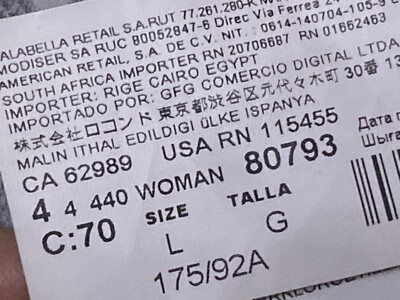 ALABELLA RETAIL S.A.RUT 77.261.280-K
MODISER SA RUC 80052847-6 Direc Via Ferrea
AMERICAN RETAIL, S.A. DE C.V. NIT : 0614-140704-105-9
SOUTH AFRICA IMPORTER RN 20706687 RN 01662463
IMPORTER: RIGE CAIRO EGYPT
IMPORTADO POR: GFG COMERCIO DIGITAL LTDA
株式会社ロコンド 東京都渋谷区元代々木町 30番 13
MALIN ITHAL EDILDIGI ÜLKE ISPANYA
CA 62989 USA RN 115455
Дата
4 4 440 WOMAN 80793
C:70 SIZE TALLA
L G
175/92A